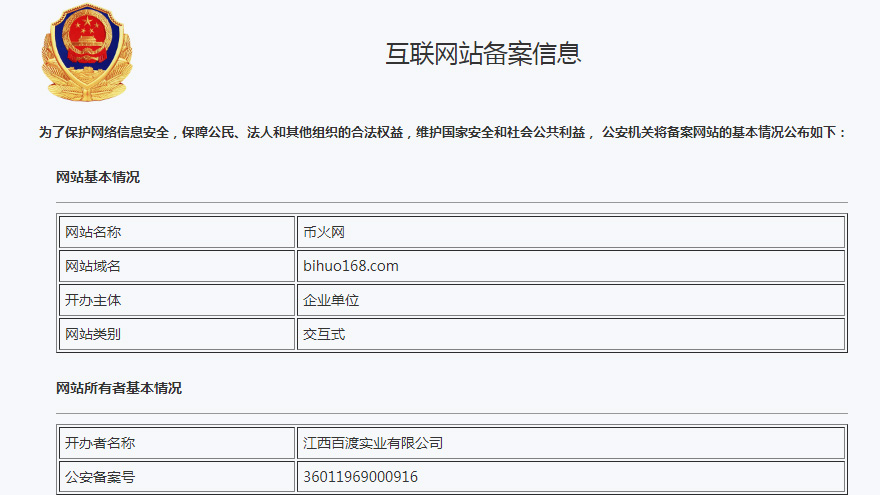 互联网站备案信息
为了保护网络信息安全，保障公民、法人和其他组织的合法权益，维护国家安全和社会公共利益， 公安机关将备案网站的基本情况公布如下：
网站基本情况
网站名称 币火网
网站域名 bihuo168.com
开办主体 企业单位
网站类别 交互式
网站所有者基本情况
开办者名称 江西百渡实业有限公司
公安备案号 36011969000916